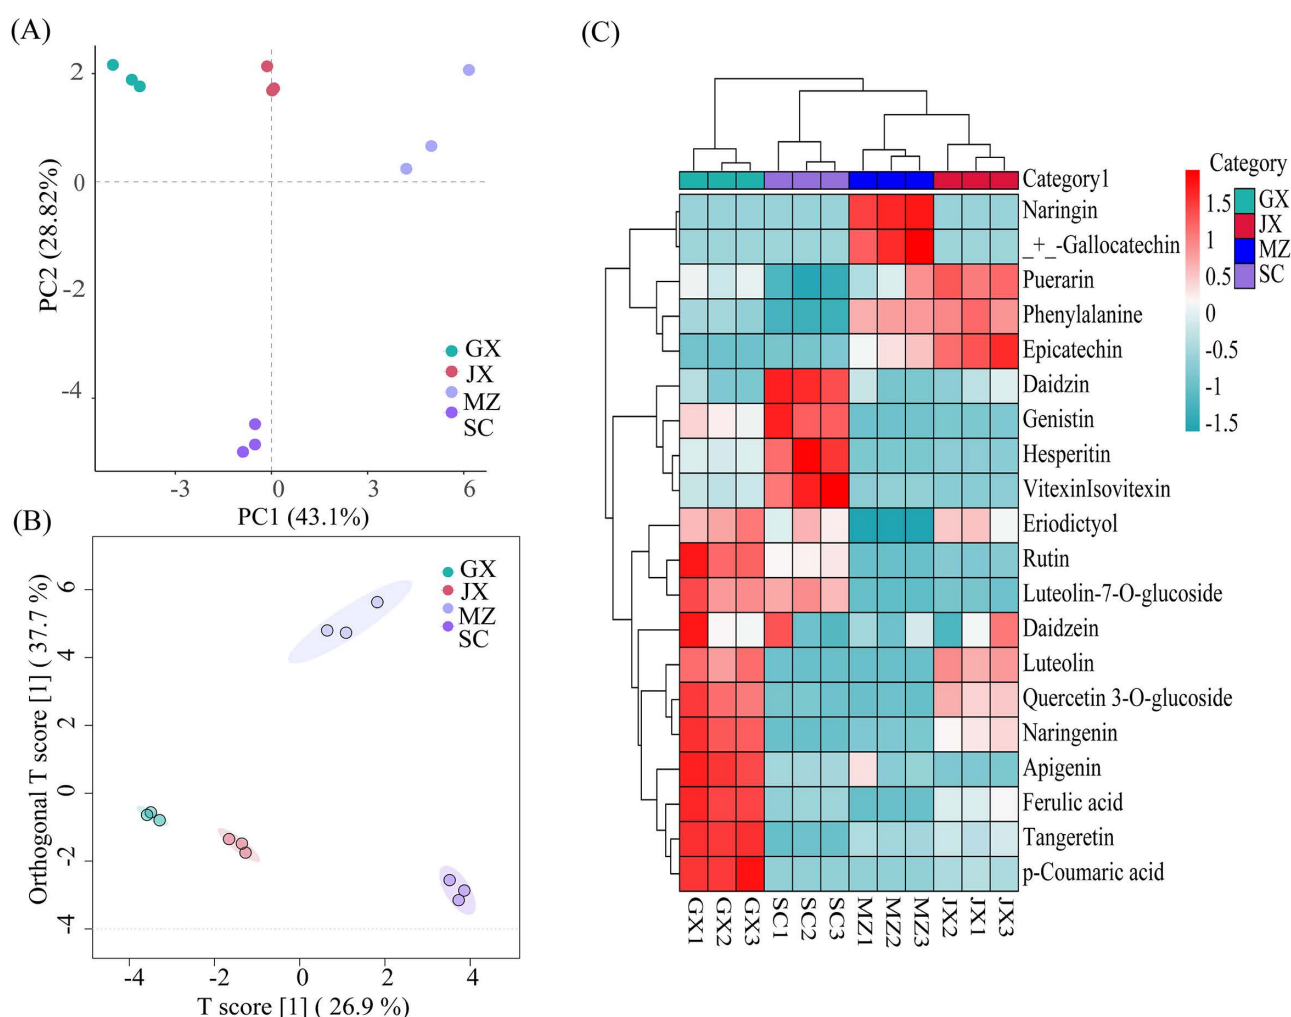 (A)
2
0
-2
-4
PC2 (28.82%)
GX
JX
MZ
SC
-3
0
3
6
PC1 (43.1%)
(B)
6
4
2
0
-2
-4
Orthogonal T score [1] ( 37.7 %)
GX
JX
MZ
SC
-4
-2
0
2
4
T score [1] ( 26.9 %)
(C)
Category1
Naringin
_+_-Gallocatechin
Puerarin
Phenylalanine
Epicatechin
Daidzin
Genistin
Hesperitin
VitexinIsovitexin
Eriodictyol
Rutin
Luteolin-7-O-glucoside
Daidzein
Luteolin
Quercetin 3-O-glucoside
Naringenin
Apigenin
Ferulic acid
Tangeretin
p-Coumaric acid
GX1
GX2
GX3
SC1
SC2
SC3
MZ1
MZ2
MZ3
JX2
JX1
JX3
1.5
1
0.5
0
-0.5
-1
-1.5
Category
GX
JX
MZ
SC